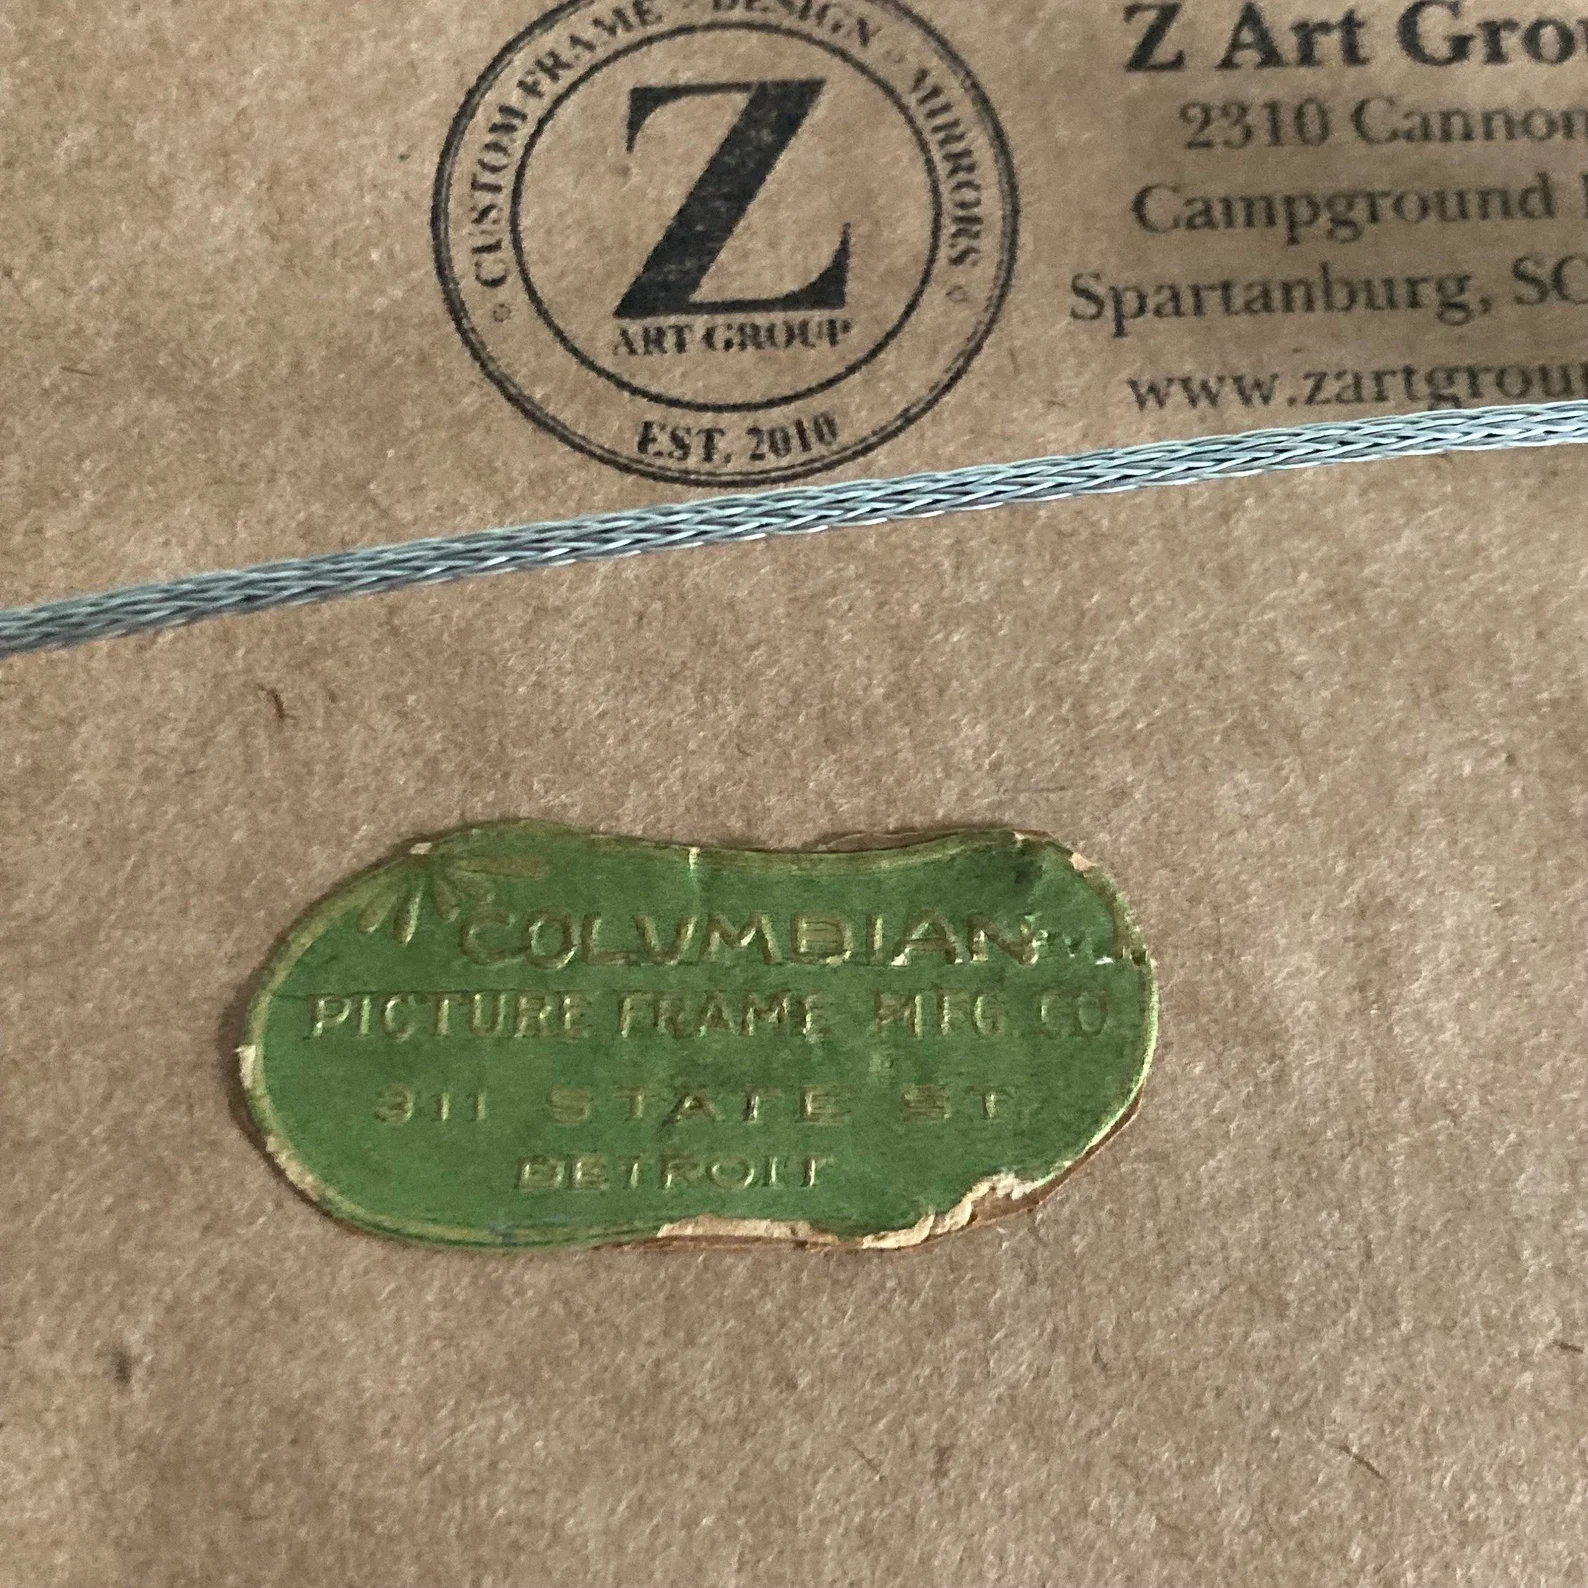 CUSTOM FRAME · DESIGN · MIRRORS
Z
ART GROUP
EST. 2010
Z Art Grou
2310 Cannon
Campground
Spartanburg, SC
www.zartgrou
COLVMBIAN
PICTURE FRAME MFG CO
311 STATE ST.
DETROIT